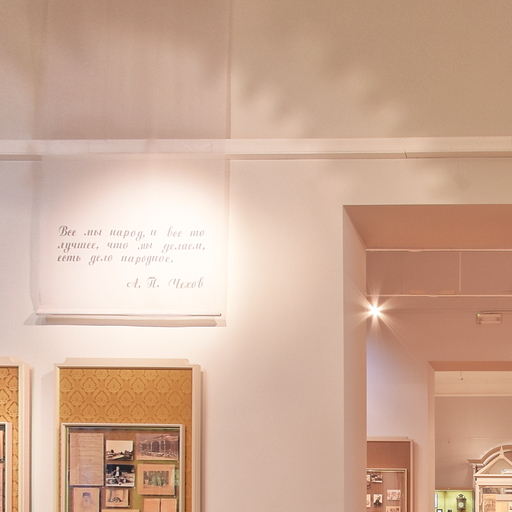 Все мы народ, и все то
лучшее, что мы делаем,
есть дело народное.
А. П. Чехов